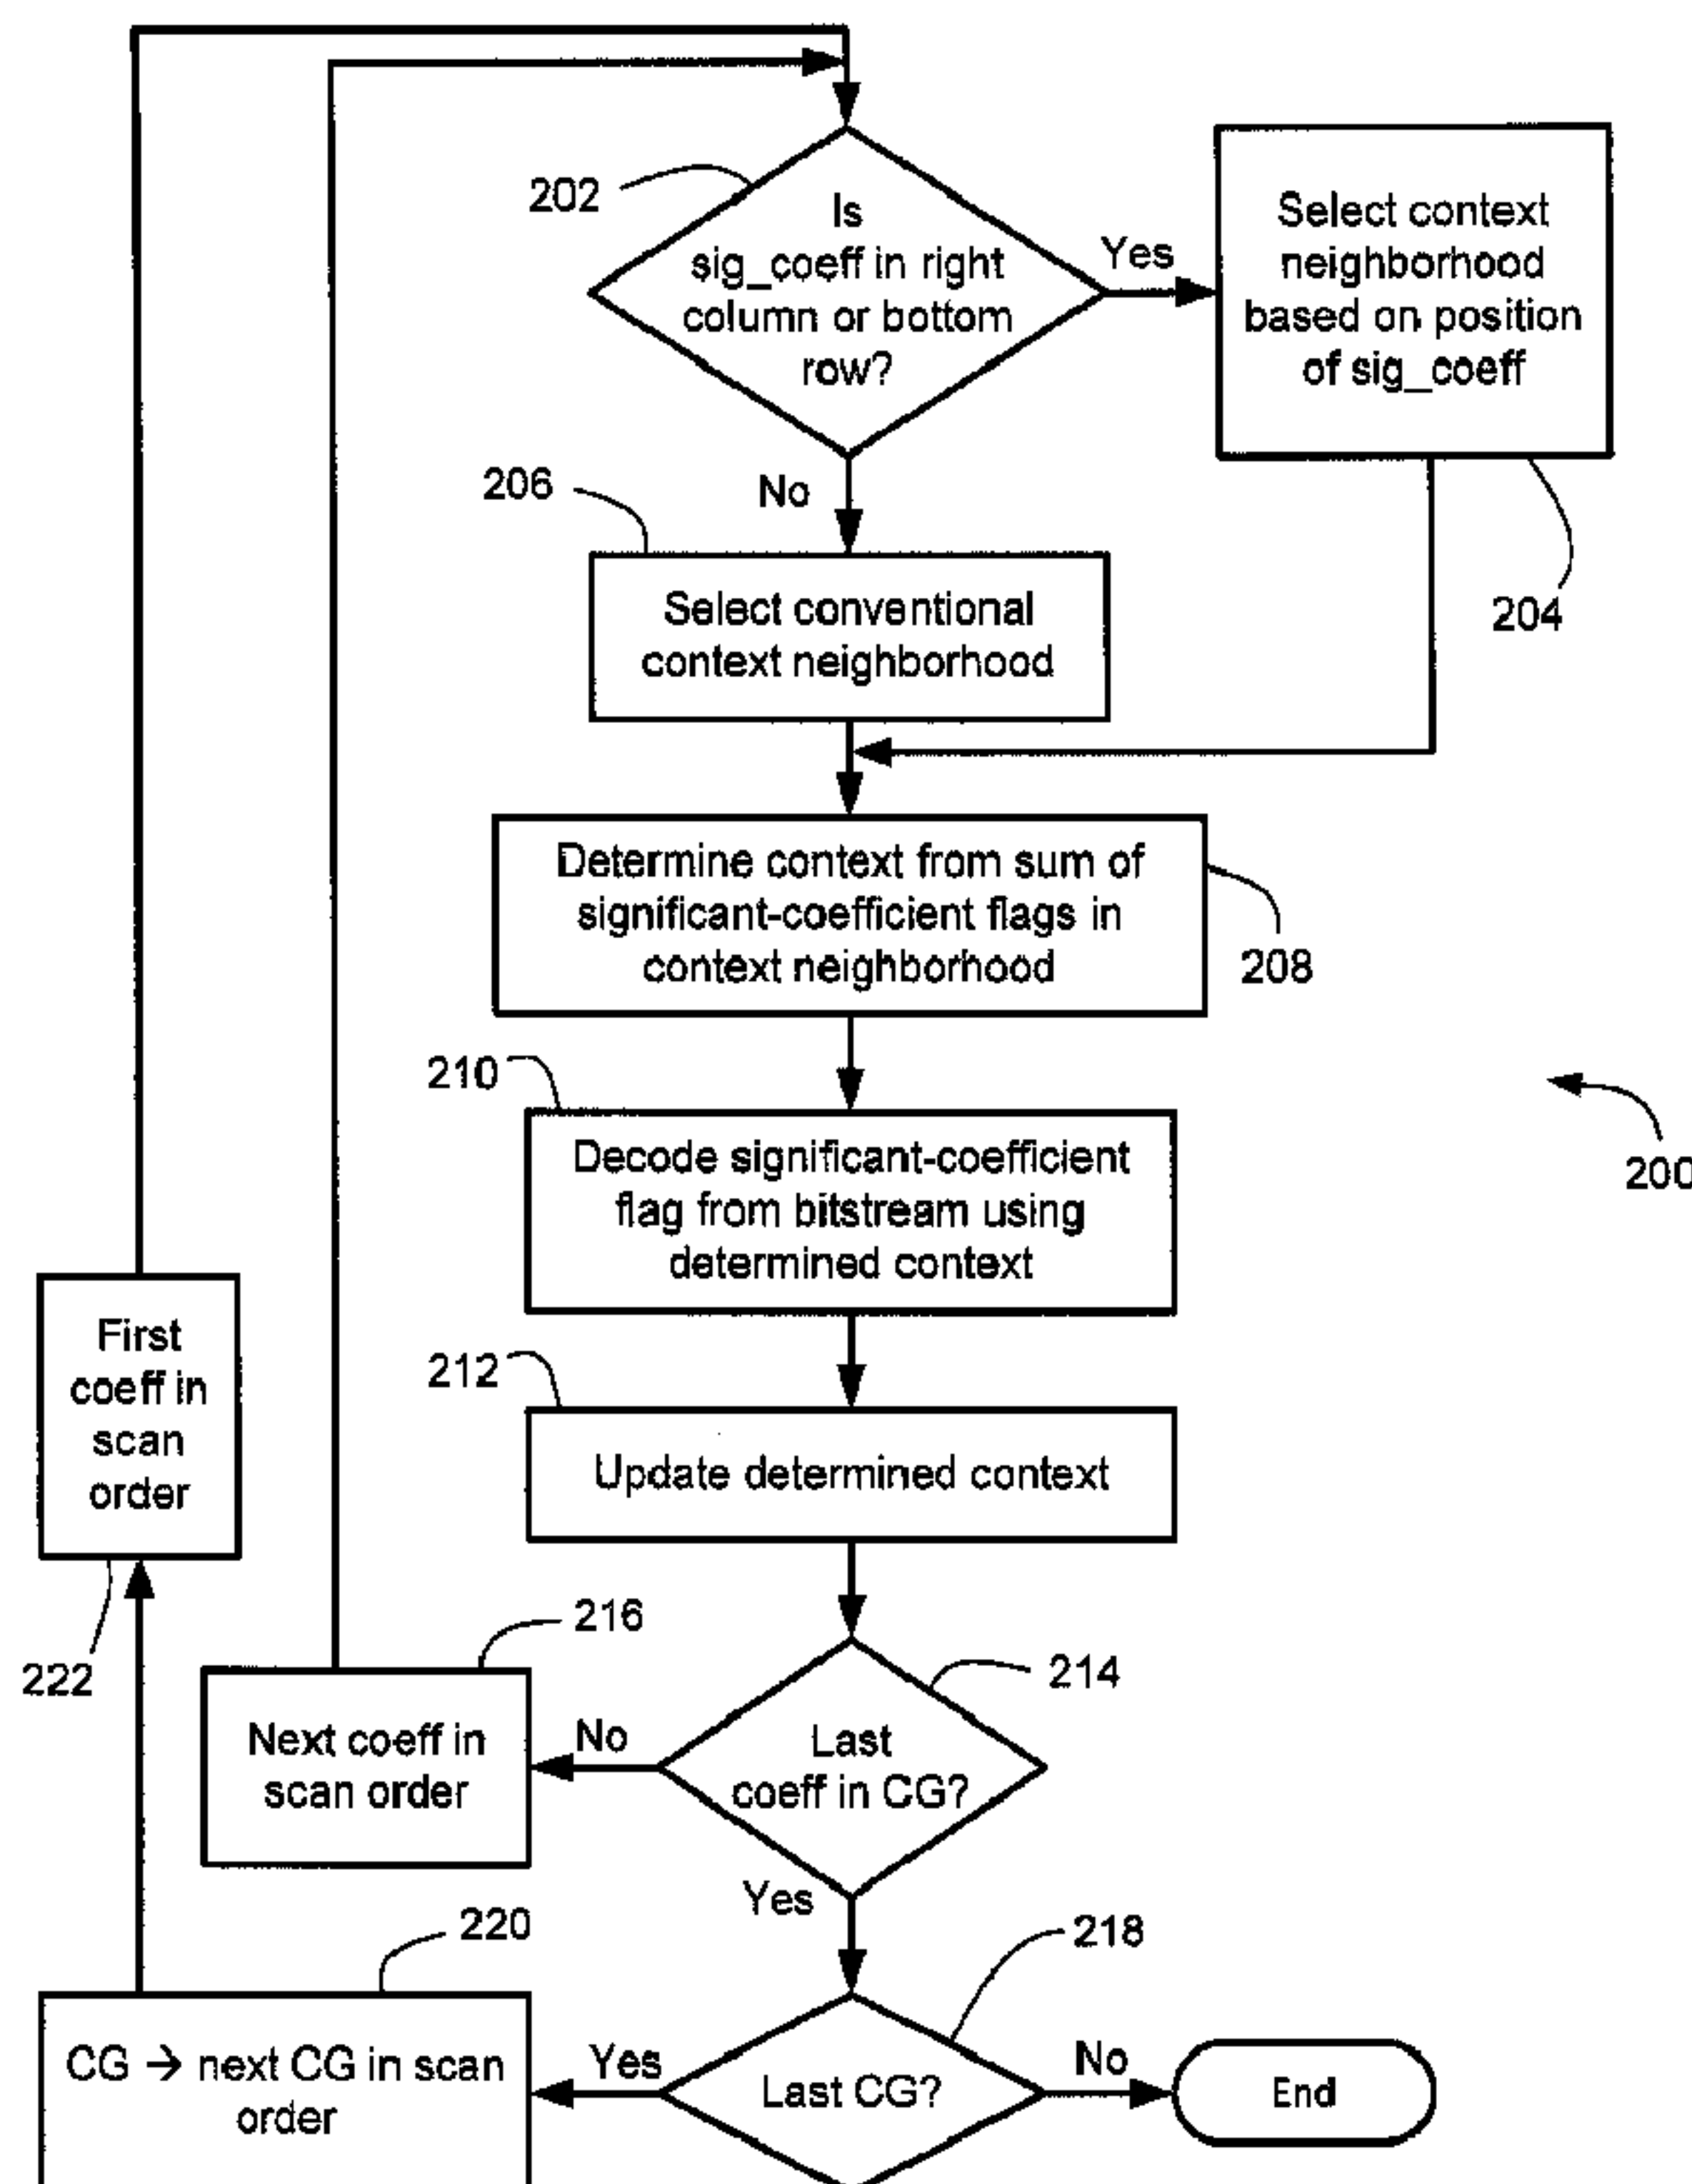 202
Is
sig_coeff in right
column or bottom
row?
Yes
Select context
neighborhood
based on position
of sig_coeff
204
No
206
Select conventional
context neighborhood
Determine context from sum of
significant-coefficient flags in
context neighborhood
208
210
Decode significant-coefficient
flag from bitstream using
determined context
200
First
coeff in
scan
order
222
212
Update determined context
216
Next coeff in
scan order
No
214
Last
coeff in CG?
Yes
220
CG → next CG in scan
order
Yes
218
Last CG?
No
End